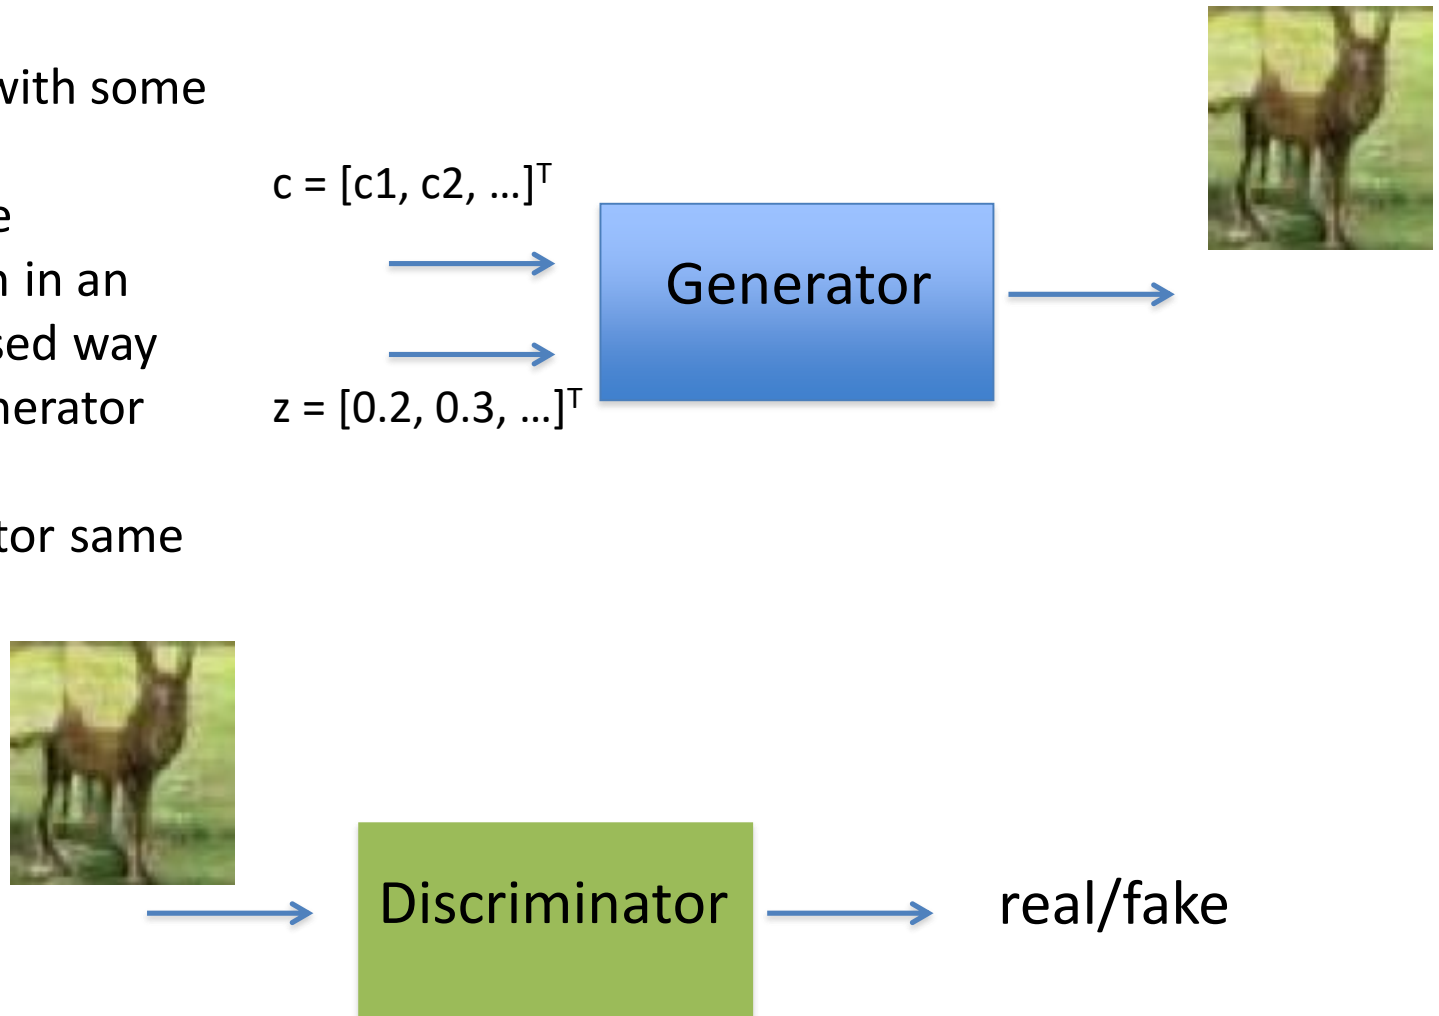 with some
e
n in an
sed way
nerator
tor same
c = [c1, c2, …]ᵀ
Generator
z = [0.2, 0.3, …]ᵀ
Discriminator
real/fake